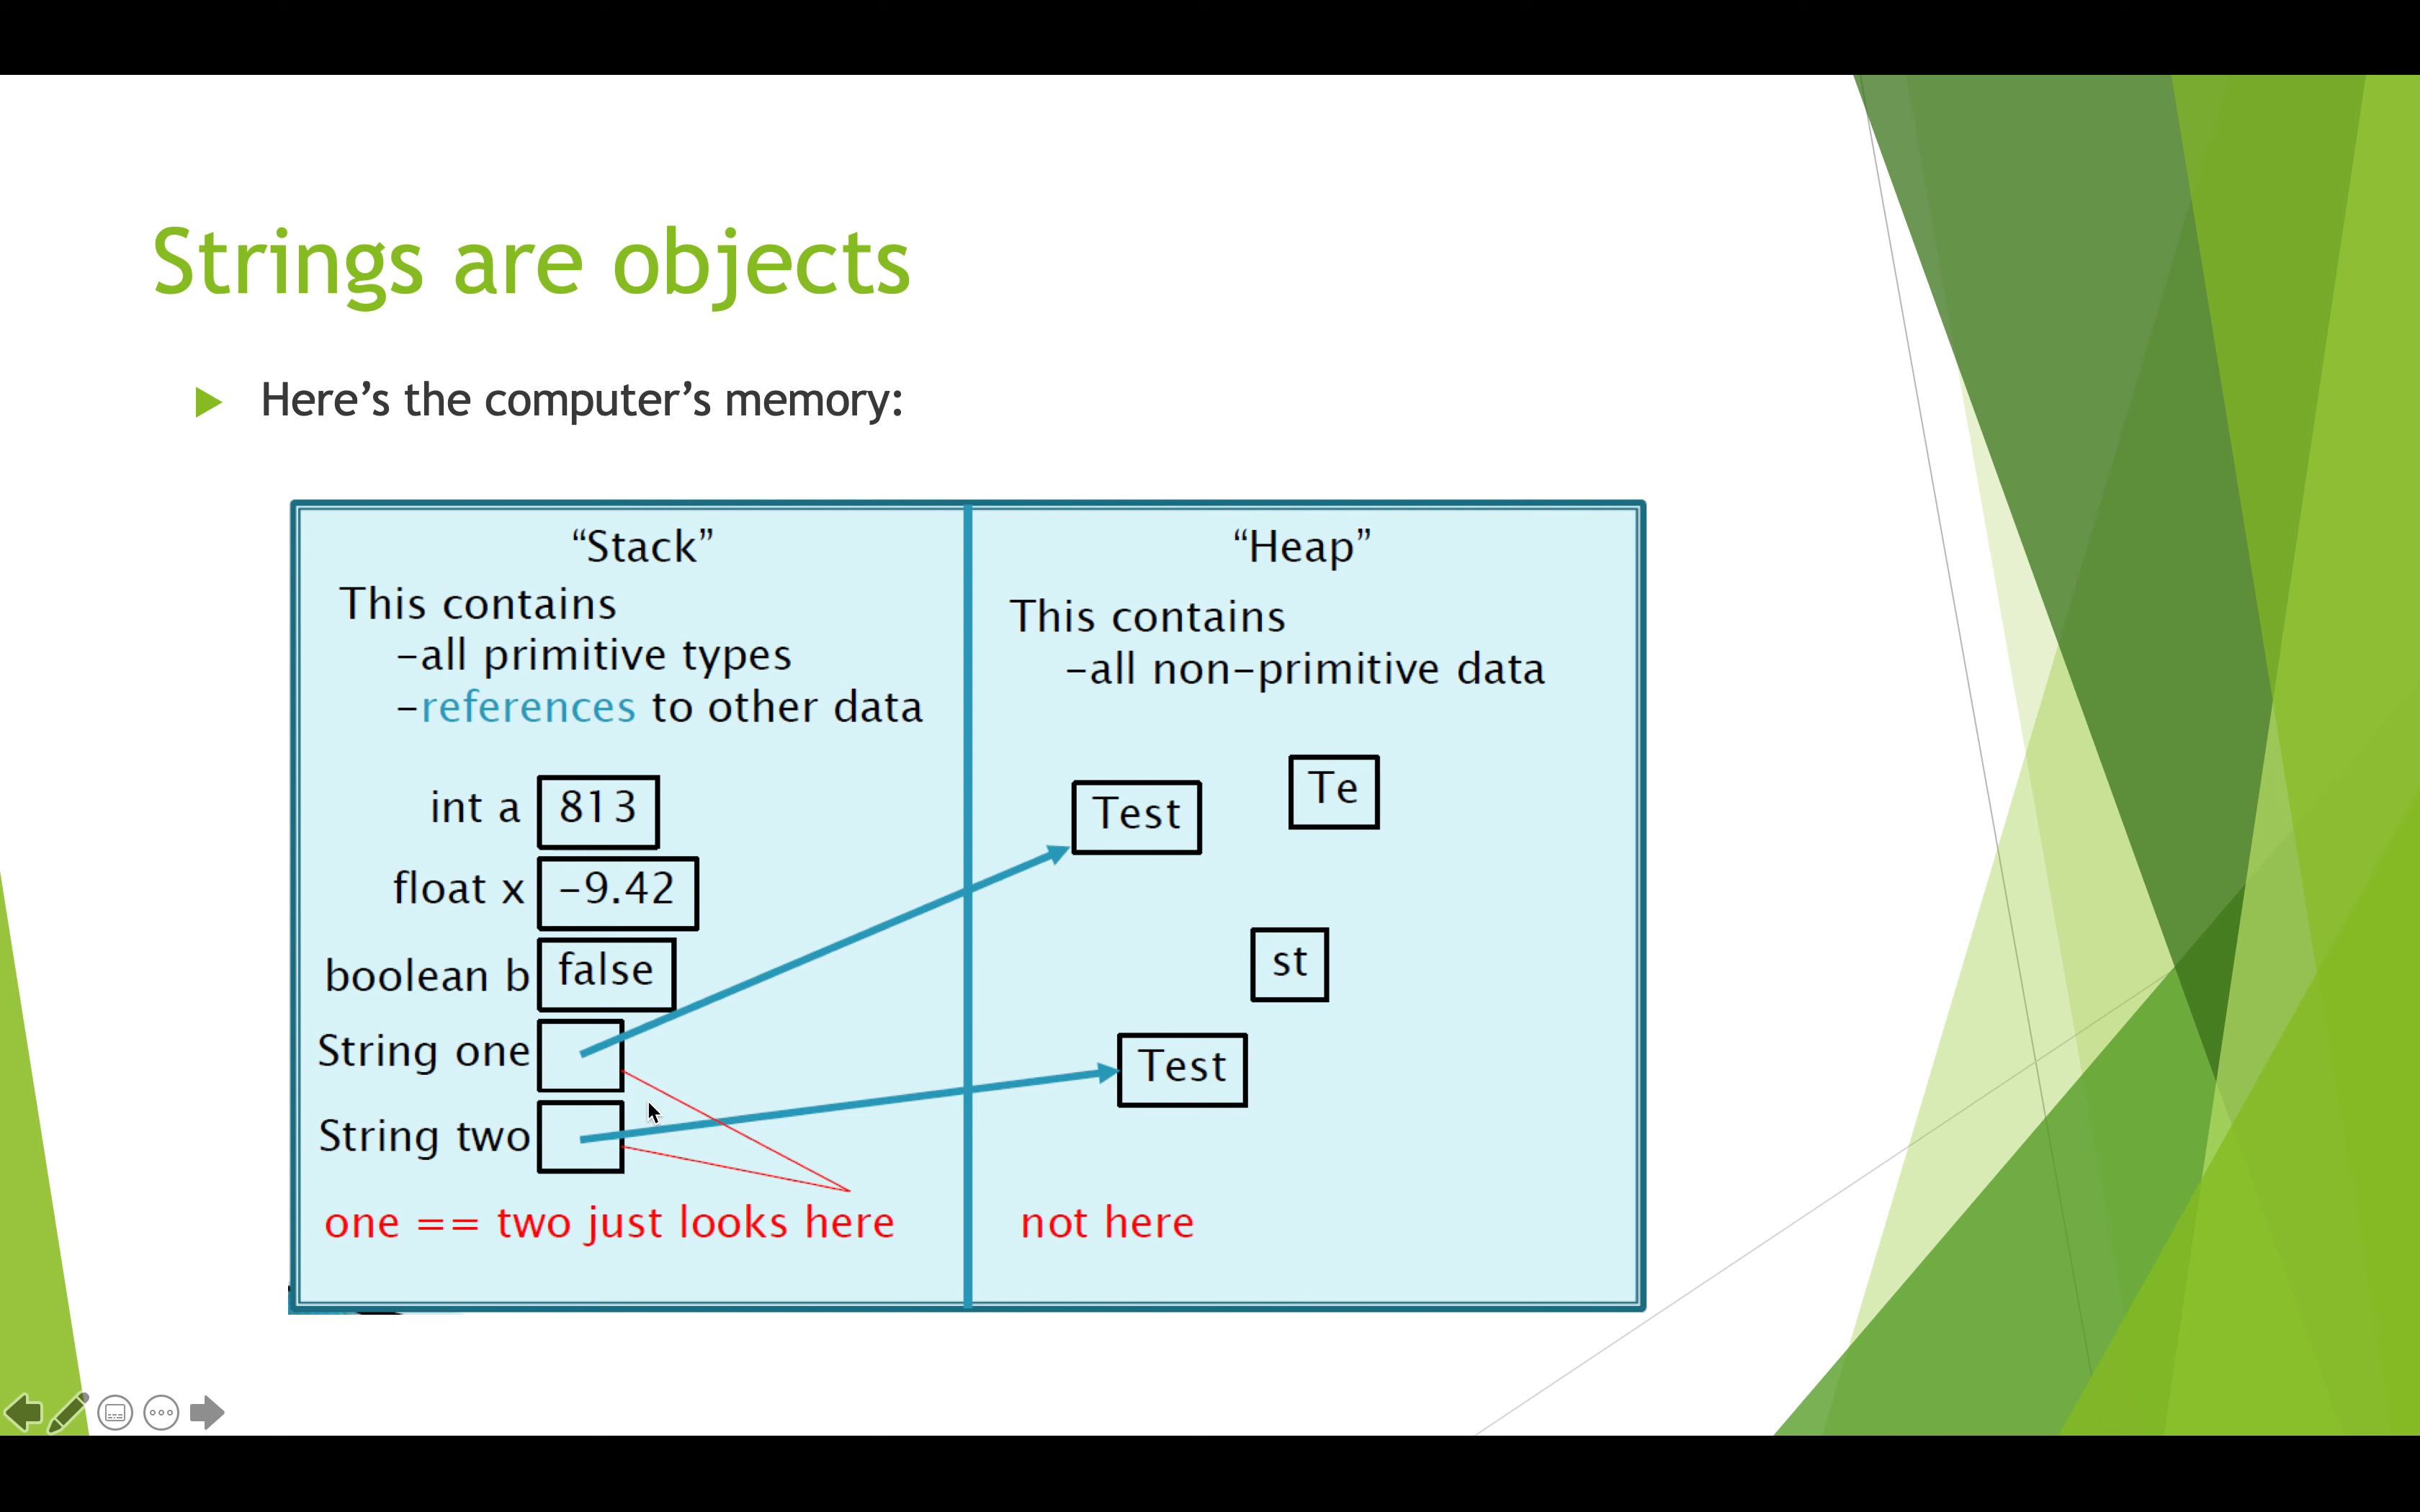 Strings are objects
Here’s the computer’s memory:
“Stack”
This contains
-all primitive types
-references to other data
int a 813
float x -9.42
boolean b false
String one
String two
one == two just looks here
“Heap”
This contains
-all non-primitive data
Te
Test
st
Test
not here